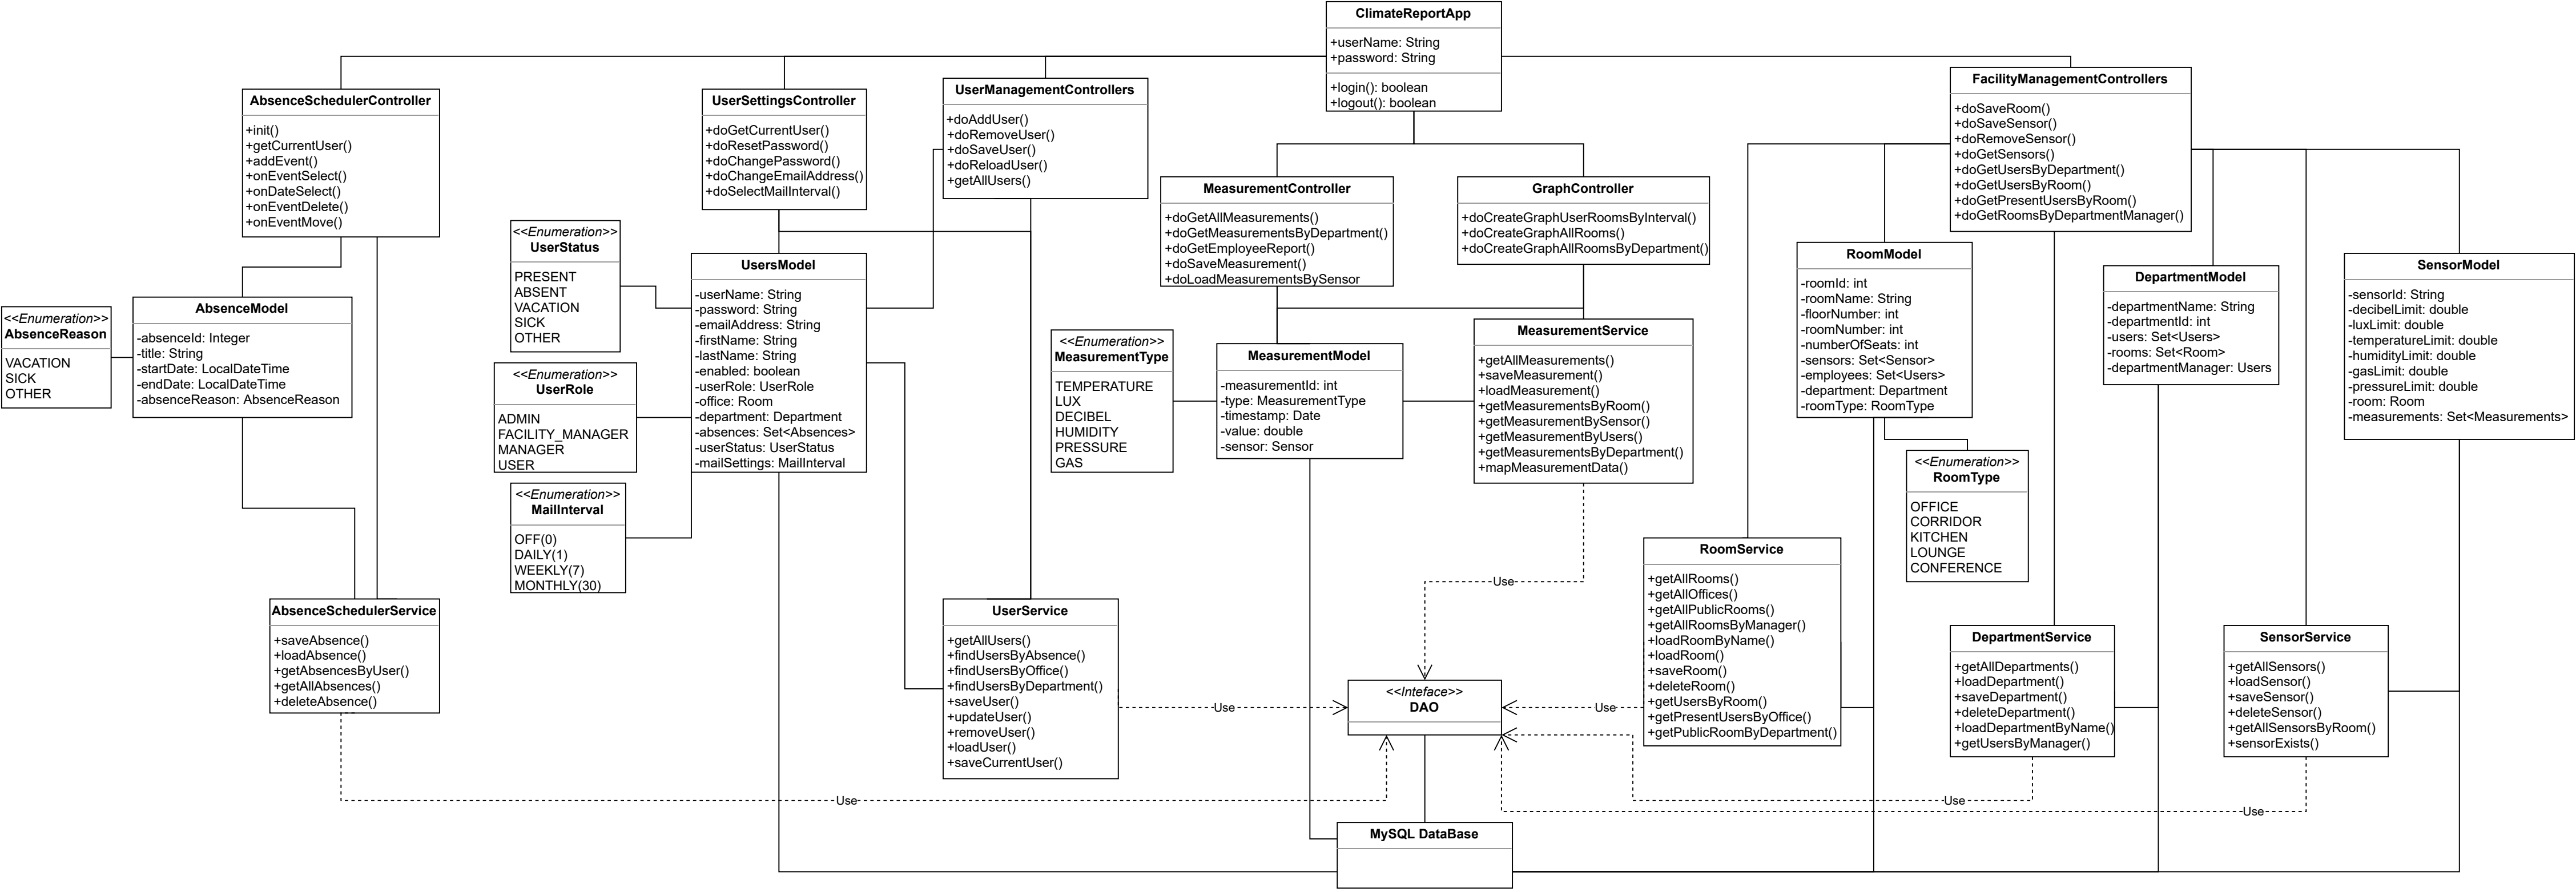 ClimateReportApp
+userName: String
+password: String
+login(): boolean
+logout(): boolean
AbsenceSchedulerController
+init()
+getCurrentUser()
+addEvent()
+onEventSelect()
+onDateSelect()
+onEventDelete()
+onEventMove()
UserSettingsController
+doGetCurrentUser()
+doResetPassword()
+doChangePassword()
+doChangeEmailAddress()
+doSelectMailInterval()
UserManagementControllers
+doAddUser()
+doRemoveUser()
+doSaveUser()
+doReloadUser()
+getAllUsers()
MeasurementController
+doGetAllMeasurements()
+doGetMeasurementsByDepartment()
+doGetEmployeeReport()
+doSaveMeasurement()
+doLoadMeasurementsBySensor
GraphController
+doCreateGraphUserRoomsByInterval()
+doCreateGraphAllRooms()
+doCreateGraphAllRoomsByDepartment()
FacilityManagementControllers
+doSaveRoom()
+doSaveSensor()
+doRemoveSensor()
+doGetSensors()
+doGetUsersByDepartment()
+doGetUsersByRoom()
+doGetPresentUsersByRoom()
+doGetRoomsByDepartmentManager()
<<Enumeration>>
AbsenceReason
VACATION
SICK
OTHER
AbsenceModel
-absenceId: Integer
-title: String
-startDate: LocalDateTime
-endDate: LocalDateTime
-absenceReason: AbsenceReason
<<Enumeration>>
UserStatus
PRESENT
ABSENT
VACATION
SICK
OTHER
<<Enumeration>>
UserRole
ADMIN
FACILITY_MANAGER
MANAGER
USER
<<Enumeration>>
MailInterval
OFF(0)
DAILY(1)
WEEKLY(7)
MONTHLY(30)
UsersModel
-userName: String
-password: String
-emailAddress: String
-firstName: String
-lastName: String
-enabled: boolean
-userRole: UserRole
-office: Room
-department: Department
-absences: Set<Absences>
-userStatus: UserStatus
-mailSettings: MailInterval
<<Enumeration>>
MeasurementType
TEMPERATURE
LUX
DECIBEL
HUMIDITY
PRESSURE
GAS
MeasurementModel
-measurementId: int
-type: MeasurementType
-timestamp: Date
-value: double
-sensor: Sensor
MeasurementService
+getAllMeasurements()
+saveMeasurement()
+loadMeasurement()
+getMeasurementsByRoom()
+getMeasurementBySensor()
+getMeasurementByUsers()
+getMeasurementsByDepartment()
+mapMeasurementData()
RoomModel
-roomId: int
-roomName: String
-floorNumber: int
-roomNumber: int
-numberOfSeats: int
-sensors: Set<Sensor>
-employees: Set<Users>
-department: Department
-roomType: RoomType
DepartmentModel
-departmentName: String
-departmentId: int
-users: Set<Users>
-rooms: Set<Room>
-departmentManager: Users
SensorModel
-sensorId: String
-decibelLimit: double
-luxLimit: double
-temperatureLimit: double
-humidityLimit: double
-gasLimit: double
-pressureLimit: double
-room: Room
-measurements: Set<Measurements>
<<Enumeration>>
RoomType
OFFICE
CORRIDOR
KITCHEN
LOUNGE
CONFERENCE
AbsenceSchedulerService
+saveAbsence()
+loadAbsence()
+getAbsencesByUser()
+getAllAbsences()
+deleteAbsence()
UserService
+getAllUsers()
+findUsersByAbsence()
+findUsersByOffice()
+findUsersByDepartment()
+saveUser()
+updateUser()
+removeUser()
+loadUser()
+saveCurrentUser()
RoomService
+getAllRooms()
+getAllOffices()
+getAllPublicRooms()
+getAllRoomsByManager()
+loadRoomByName()
+loadRoom()
+saveRoom()
+deleteRoom()
+getUsersByRoom()
+getPresentUsersByOffice()
+getPublicRoomByDepartment()
DepartmentService
+getAllDepartments()
+loadDepartment()
+saveDepartment()
+deleteDepartment()
+loadDepartmentByName()
+getUsersByManager()
SensorService
+getAllSensors()
+loadSensor()
+saveSensor()
+deleteSensor()
+getAllSensorsByRoom()
+sensorExists()
Use
<<Inteface>>
DAO
Use
Use
Use
Use
Use
MySQL DataBase